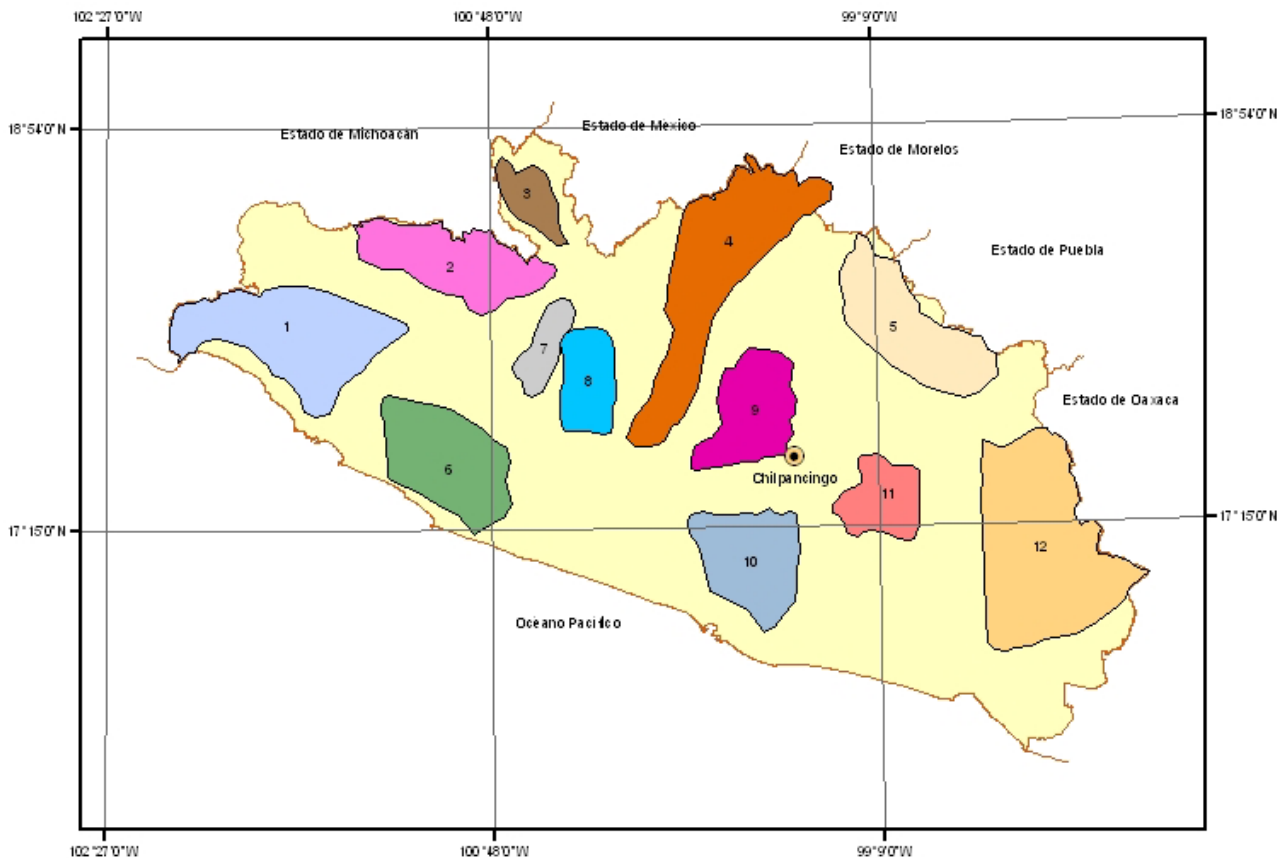 102°27'0"W 100°48'0"W 99°9'0"W
18°54'0"N 18°54'0"N
Estado de Michoacán
Estado de México
Estado de Morelos
3
4
Estado de Puebla
2
1
5
7
8
Estado de Oaxaca
9
6
Chilpancingo
11
17°15'0"N 17°15'0"N
12
10
Océano Pacífico
102°27'0"W 100°48'0"W 99°9'0"W